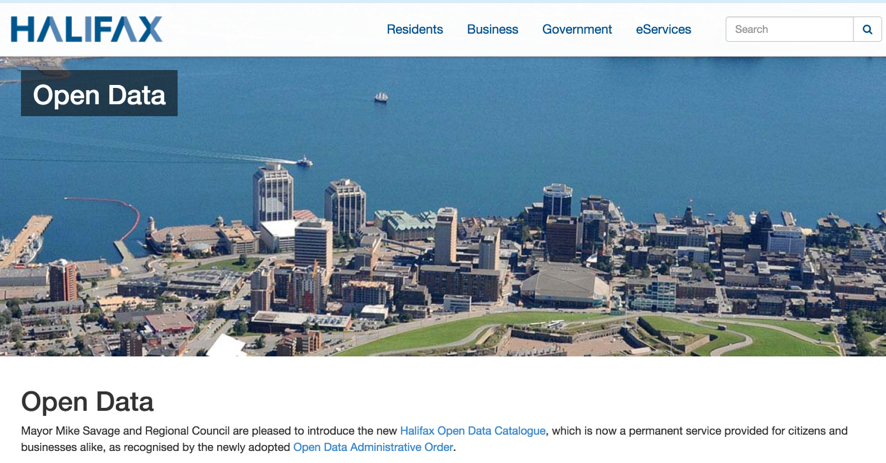 HALIFAX
Residents Business Government eServices Search
Open Data
Open Data
Mayor Mike Savage and Regional Council are pleased to introduce the new Halifax Open Data Catalogue, which is now a permanent service provided for citizens and
businesses alike, as recognised by the newly adopted Open Data Administrative Order.